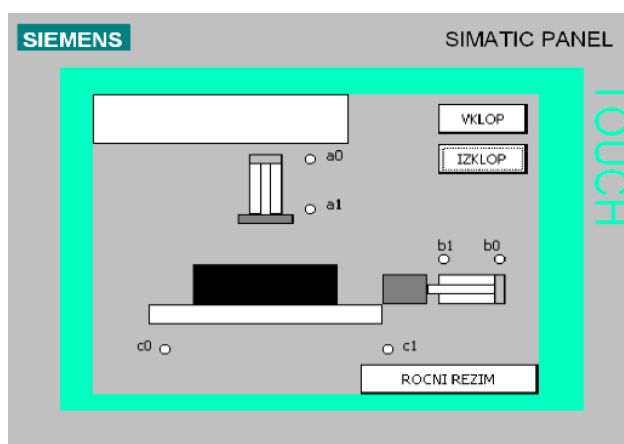 SIEMENS
SIMATIC PANEL
TOUCH
VKLOP
a0
IZKLOP
a1
b1 b0
c0
c1
ROCNI REZIM